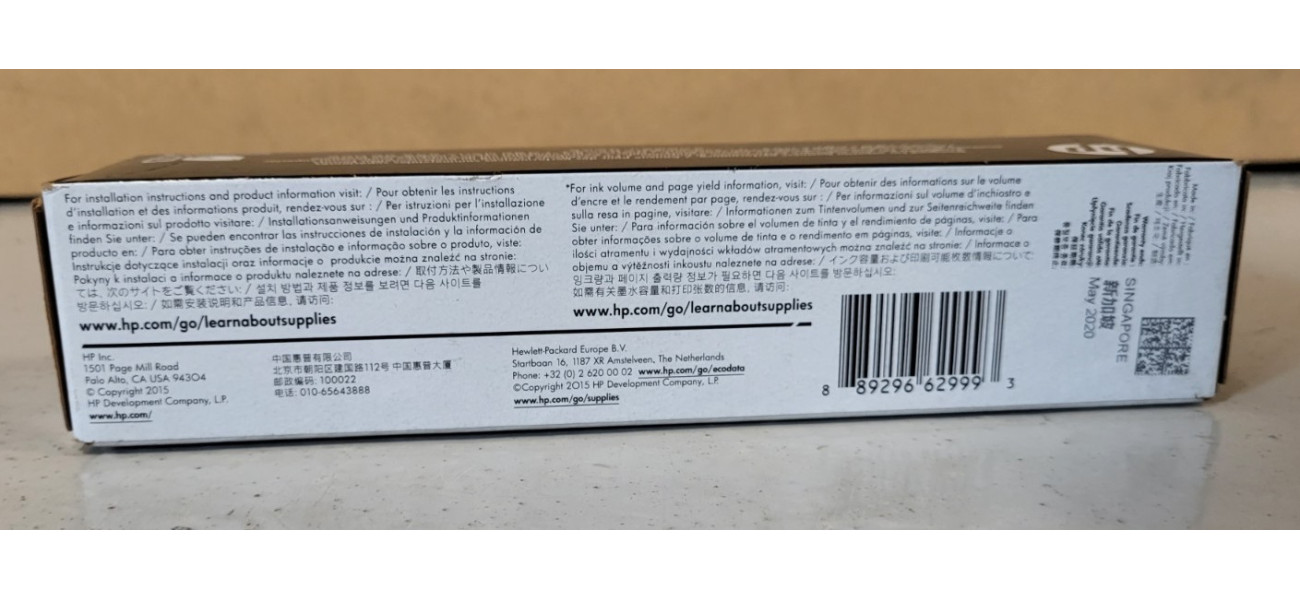 For installation instructions and product information visit: / Pour obtenir les instructions
d'installation et des informations produit, rendez-vous sur : / Per istruzioni per l'installazione
e informazioni sul prodotto visitare: / Installationsanweisungen und Produktinformationen
finden Sie unter: / Se pueden encontrar las instrucciones de instalación y la información de
producto en: / Para obter instruções de instalação e informação sobre o produto, viste:
Instrukcje dotyczące instalacji oraz informacje o produkcie można znaleźć na stronie:
Pokyny k instalaci a informace o produktu naleznete na adrese: / 取付方法や製品情報につい
ては、次のサイトをご覧ください: / 설치 방법과 제품 정보를 보려면 다음 사이트를
방문하십시오: / 如需安装说明和产品信息, 请访问:
www.hp.com/go/learnaboutsupplies
*For ink volume and page yield information, visit: / Pour obtenir des informations sur le volume
d'encre et le rendement par page, rendez-vous sur : / Per informazioni sul volume d'inchiostro e
sulla resa in pagine, visitare: / Informationen zum Tintenvolumen und zur Seitenreichweite finden
Sie unter: / Para información sobre el volumen de tinta y el rendimiento de páginas, visite: / Para
obter informações sobre o volume de tinta e o rendimento em páginas, visite: / Informacje o
ilości atramentu i wydajności wkładów atramentowych można znaleźć na stronie: / Informace o
objemu a výtěžnosti inkoustu naleznete na adrese: / インク容量および印刷可能枚数情報について:
잉크량과 페이지 출력량 정보가 필요하면 다음 사이트를 방문하십시오:
如需有关墨水容量和打印张数的信息, 请访问:
www.hp.com/go/learnaboutsupplies
HP Inc.
1501 Page Mill Road
Palo Alto, CA USA 94304
© Copyright 2015
HP Development Company, L.P.
www.hp.com/
中国惠普有限公司
北京市朝阳区建国路112号 中国惠普大厦
邮政编码: 100022
电话: 010-65643888
Hewlett-Packard Europe B.V.
Startbaan 16, 1187 XR Amstelveen, The Netherlands
Phone: +32 (0) 2 620 00 02 www.hp.com/go/ecodata
©Copyright 2015 HP Development Company, L.P.
www.hp.com/go/supplies
8 89296 62999 3
SINGAPORE
新加坡
May 2020
hp